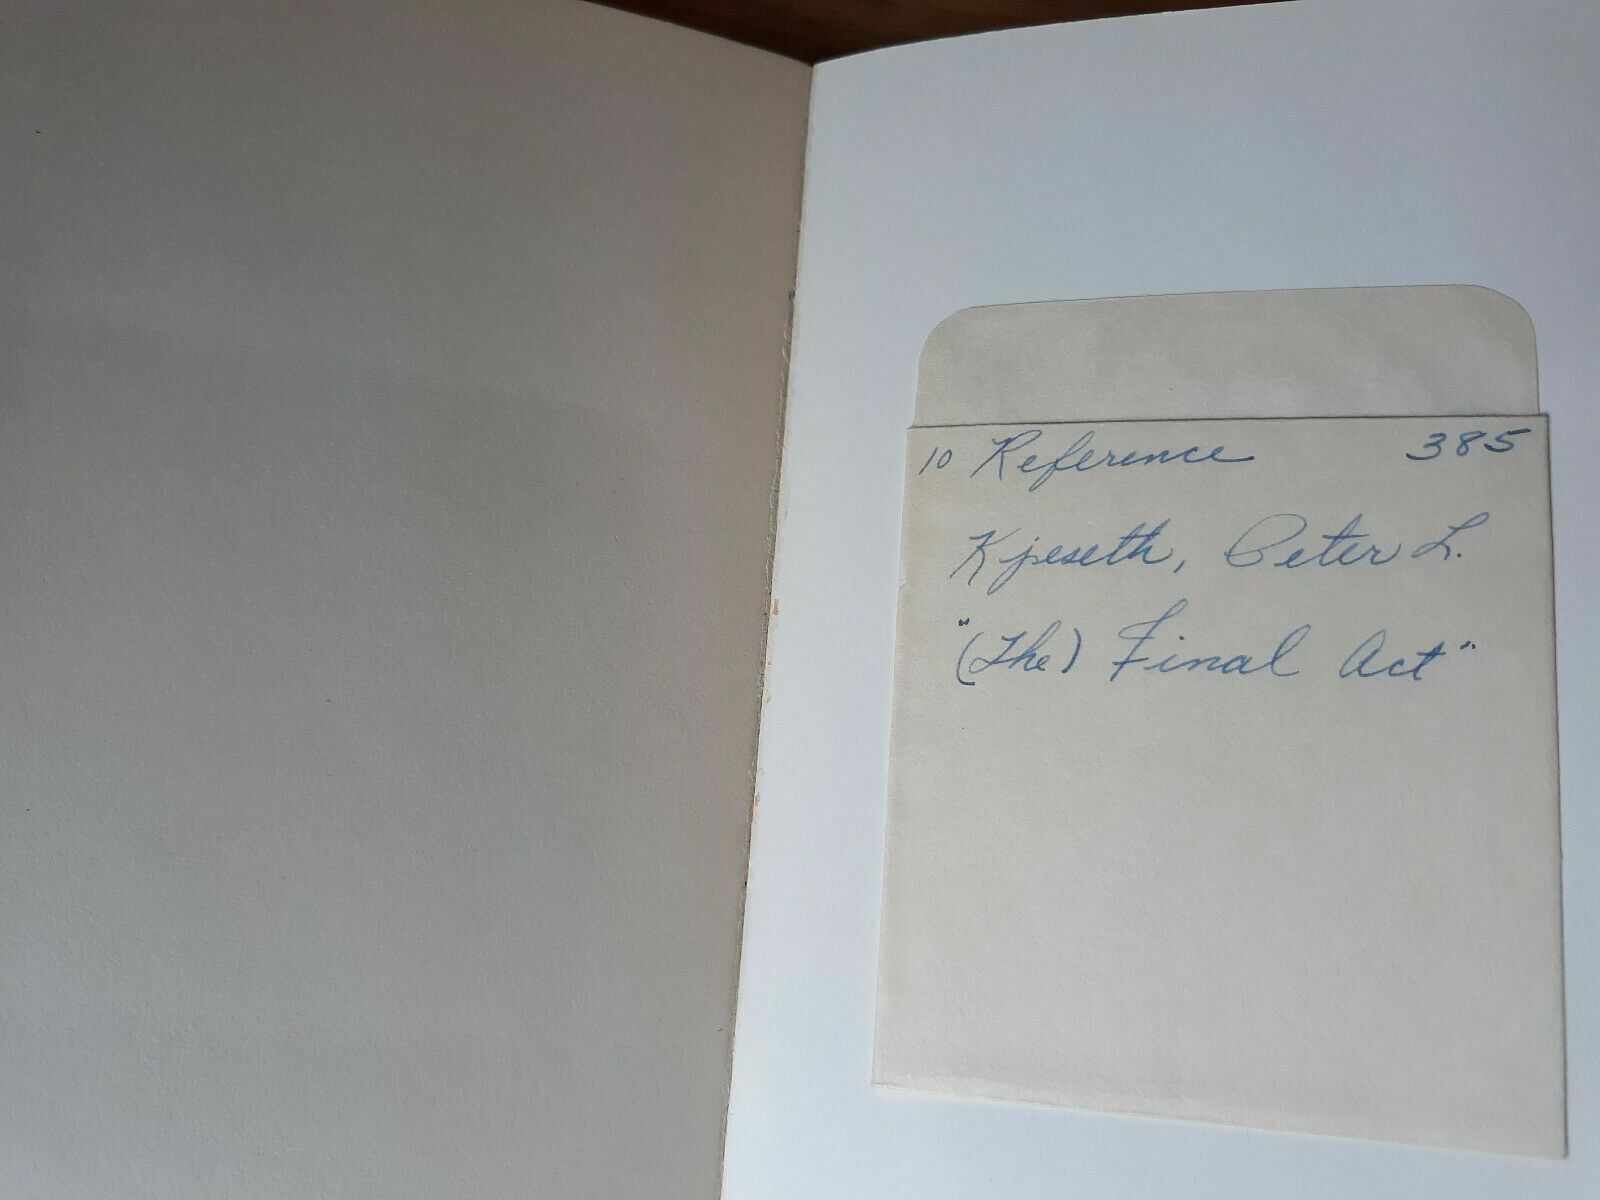 10 Reference 385
Kjeseth, Peter L.
"(The) Final Act"